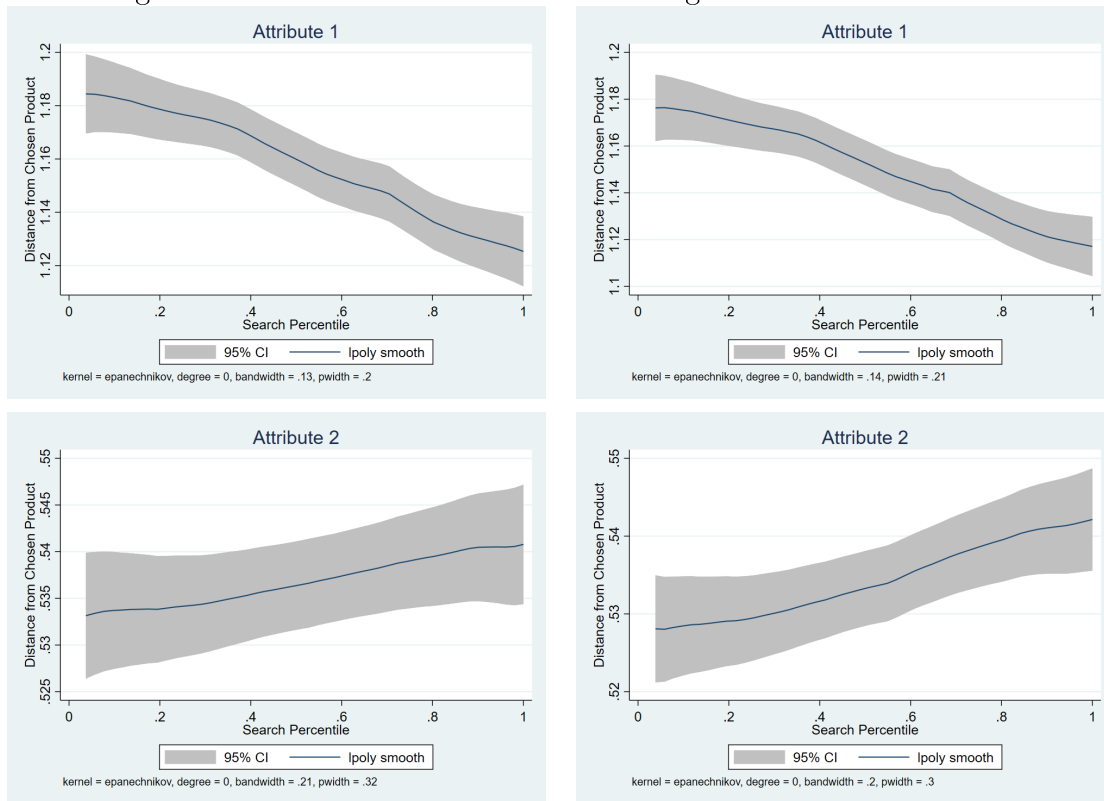 Attribute 1
Distance from Chosen Product
1.2
1.18
1.16
1.14
1.12
0 .2 .4 .6 .8 1
Search Percentile
95% CI lpoly smooth
kernel = epanechnikov, degree = 0, bandwidth = .13, pwidth = .2
Attribute 1
Distance from Chosen Product
1.2
1.18
1.16
1.14
1.12
1.1
0 .2 .4 .6 .8 1
Search Percentile
95% CI lpoly smooth
kernel = epanechnikov, degree = 0, bandwidth = .14, pwidth = .21
Attribute 2
Distance from Chosen Product
.55
.545
.54
.535
.53
.525
0 .2 .4 .6 .8 1
Search Percentile
95% CI lpoly smooth
kernel = epanechnikov, degree = 0, bandwidth = .21, pwidth = .32
Attribute 2
Distance from Chosen Product
.55
.54
.53
.52
0 .2 .4 .6 .8 1
Search Percentile
95% CI lpoly smooth
kernel = epanechnikov, degree = 0, bandwidth = .2, pwidth = .3